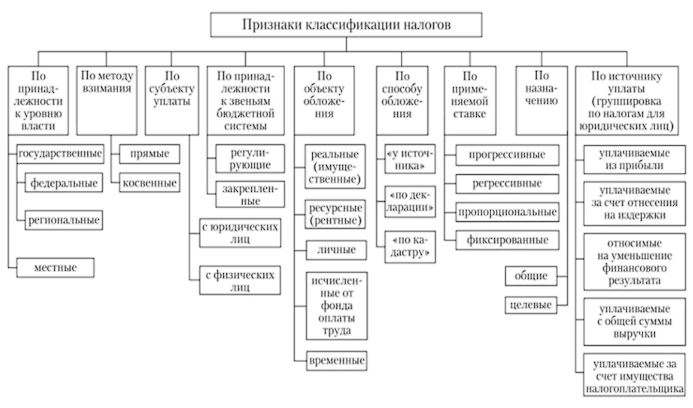 Признаки классификации налогов
По
принад-
лежности
к уровню
власти
государственные
федеральные
региональные
местные
По методу
взимания
прямые
косвенные
По
субъекту
уплаты
с юридических
лиц
с физических
лиц
По принад-
лежности
к звеньям
бюджетной
системы
регули-
рующие
закреплен-
ные
По
объекту
обложения
реальные
(имуще-
ственные)
ресурсные
(рентные)
личные
исчислен-
ные от
фонда
оплаты
труда
временные
По
способу
обложения
«у источ-
ника»
«по дек-
ларации»
«по ка-
дастру»
По
применяемой
ставке
прогрессивные
регрессивные
пропорциональные
фиксированные
По
назна-
чению
общие
целевые
По источнику
уплаты
(группировка
по налогам для
юридических лиц)
уплачиваемые
из прибыли
уплачиваемые
за счет отнесения
на издержки
относимые
на уменьшение
финансового
результата
уплачиваемые
с общей суммы
выручки
уплачиваемые за
счет имущества
налогоплательщика